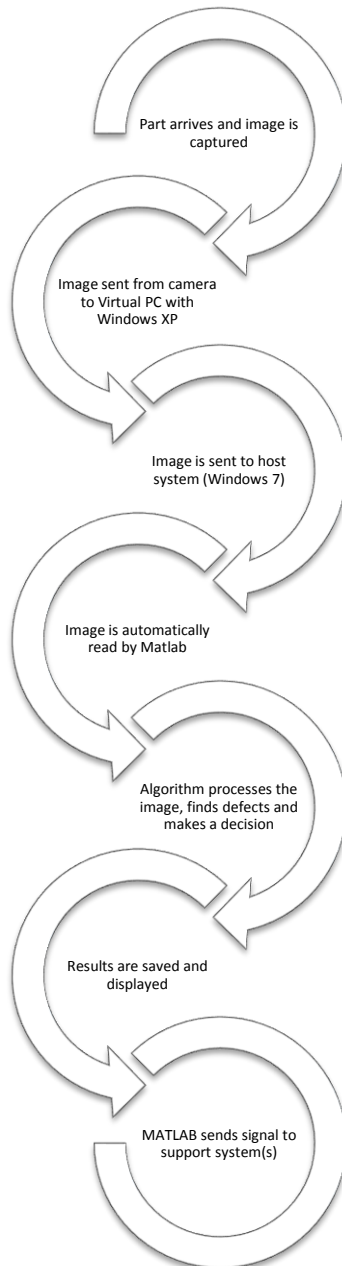 Part arrives and image is
captured
Image sent from camera
to Virtual PC with
Windows XP
Image is sent to host
system (Windows 7)
Image is automatically
read by Matlab
Algorithm processes the
image, finds defects and
makes a decision
Results are saved and
displayed
MATLAB sends signal to
support system(s)